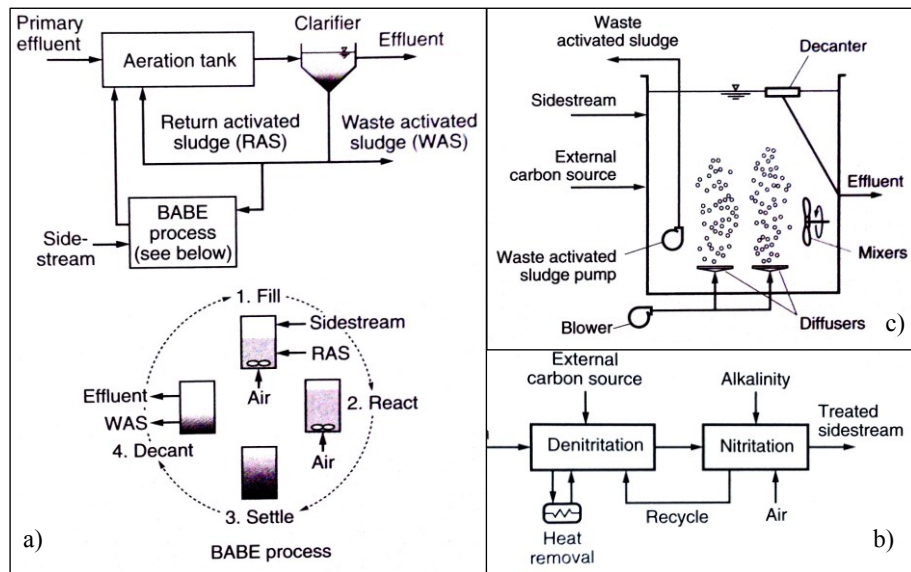 a)
Primary
effluent
Aeration tank
Clarifier
Effluent
Return activated
sludge (RAS)
Waste activated
sludge (WAS)
BABE
process
(see below)
Side-
stream
1. Fill
Sidestream
RAS
Air
2. React
Air
3. Settle
4. Decant
Effluent
WAS
BABE process
c)
Waste
activated sludge
Decanter
Sidestream
External
carbon source
Effluent
Mixers
Waste activated
sludge pump
Blower
Diffusers
b)
External
carbon source
Alkalinity
Treated
sidestream
Denitritation
Nitritation
Recycle
Air
Heat
removal